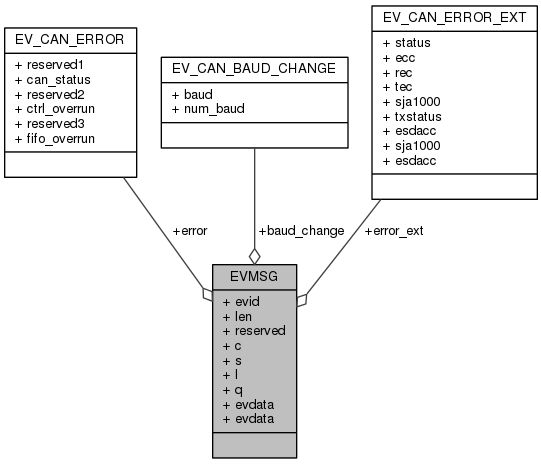 EV_CAN_ERROR
+ reserved1
+ can_status
+ reserved2
+ ctrl_overrun
+ reserved3
+ fifo_overrun
EV_CAN_BAUD_CHANGE
+ baud
+ num_baud
EV_CAN_ERROR_EXT
+ status
+ ecc
+ rec
+ tec
+ sja1000
+ txstatus
+ esdacc
+ sja1000
+ esdacc
+error
+baud_change
+error_ext
EVMSG
+ evid
+ len
+ reserved
+ c
+ s
+ l
+ q
+ evdata
+ evdata